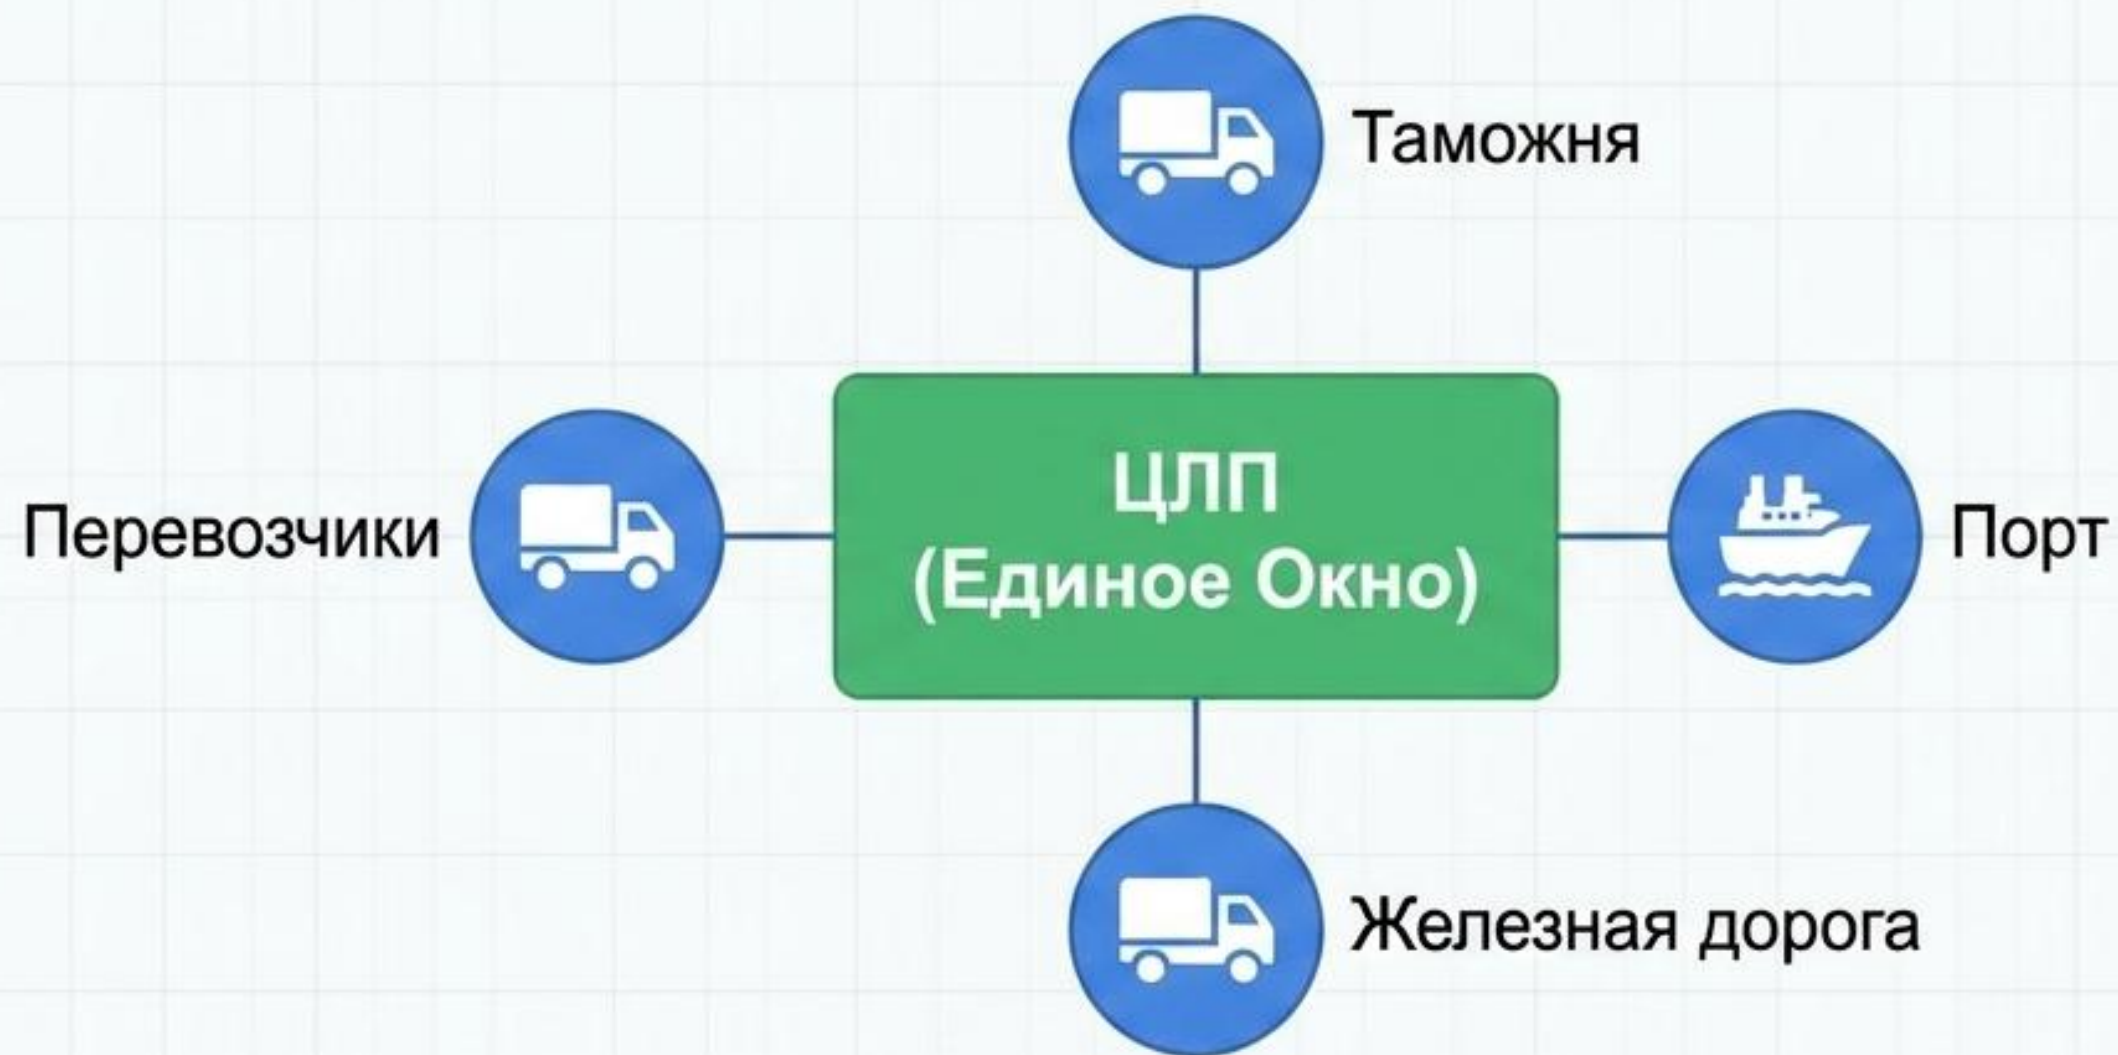 Таможня
Перевозчики
ЦЛП
(Единое Окно)
Порт
Железная дорога